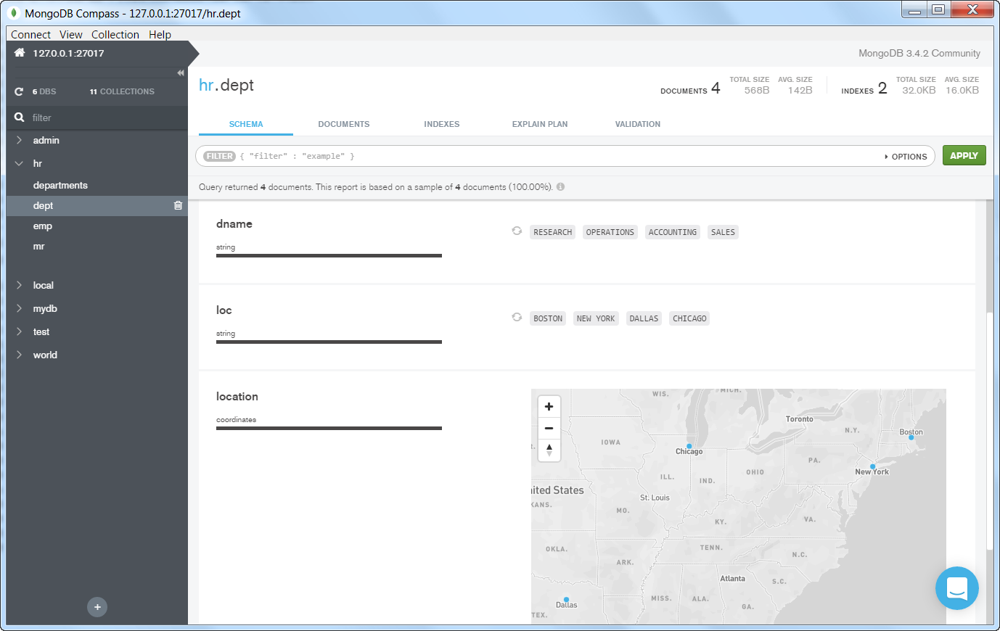 MongoDB Compass - 127.0.0.1:27017/hr.dept
Connect View Collection Help
127.0.0.1:27017
MongoDB 3.4.2 Community
6 DBS 11 COLLECTIONS
filter
admin
hr
departments
dept
emp
mr
local
mydb
test
world
hr.dept
DOCUMENTS 4 TOTAL SIZE 568B AVG. SIZE 142B INDEXES 2 TOTAL SIZE 32.0KB AVG. SIZE 16.0KB
SCHEMA DOCUMENTS INDEXES EXPLAIN PLAN VALIDATION
FILTER { "filter" : "example" } OPTIONS APPLY
Query returned 4 documents. This report is based on a sample of 4 documents (100.00%).
dname
string
RESEARCH OPERATIONS ACCOUNTING SALES
loc
string
BOSTON NEW YORK DALLAS CHICAGO
location
coordinates
WIS. MICH.
Toronto
N.Y. Boston
IOWA
Chicago
PA.
New York
ILL. IND. OHIO
nited States St. Louis
KANS. MO.
KY. VA.
OKLA. TENN. N.C.
ARK.
Atlanta S.C.
Dallas MISS. ALA. GA.
TEX.